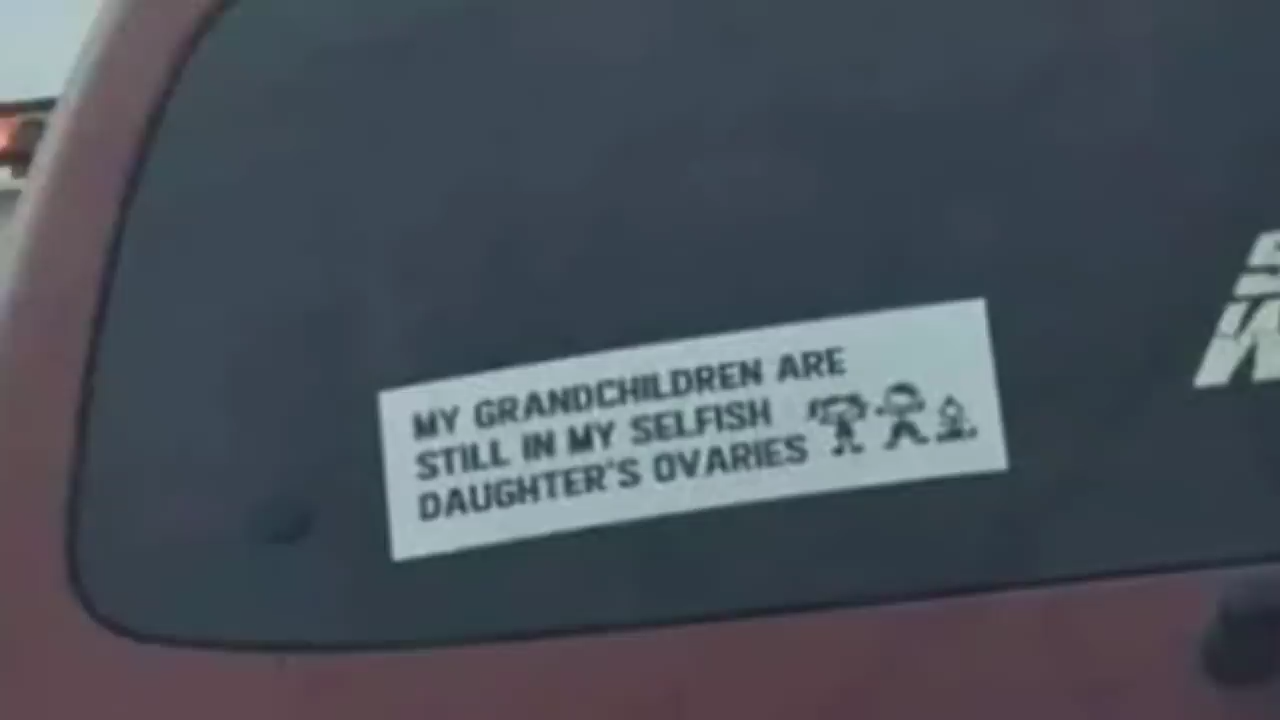 MY GRANDCHILDREN ARE
STILL IN MY SELFISH
DAUGHTER'S OVARIES